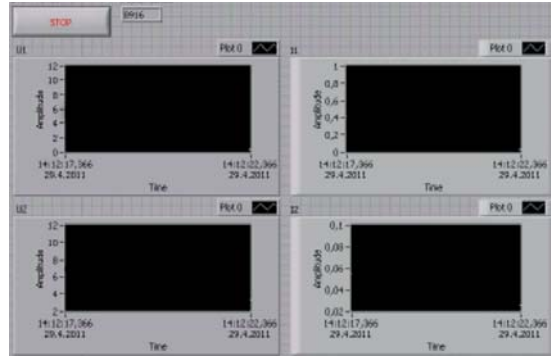 STOP
8916
U1 Plot 0
12
10
8
6
4
2
0
Amplitude
14:12:17,366 14:12:22,366
29.4.2011 29.4.2011
Time
I1 Plot 0
1
0,8
0,6
0,4
0,2
0
Amplitude
14:12:17,366 14:12:22,366
29.4.2011 29.4.2011
Time
U2 Plot 0
12
10
8
6
4
2
Amplitude
14:12:17,366 14:12:22,366
29.4.2011 29.4.2011
Time
I2 Plot 0
0,1
0,08
0,06
0,04
0,02
Amplitude
14:12:17,366 14:12:22,366
29.4.2011 29.4.2011
Time